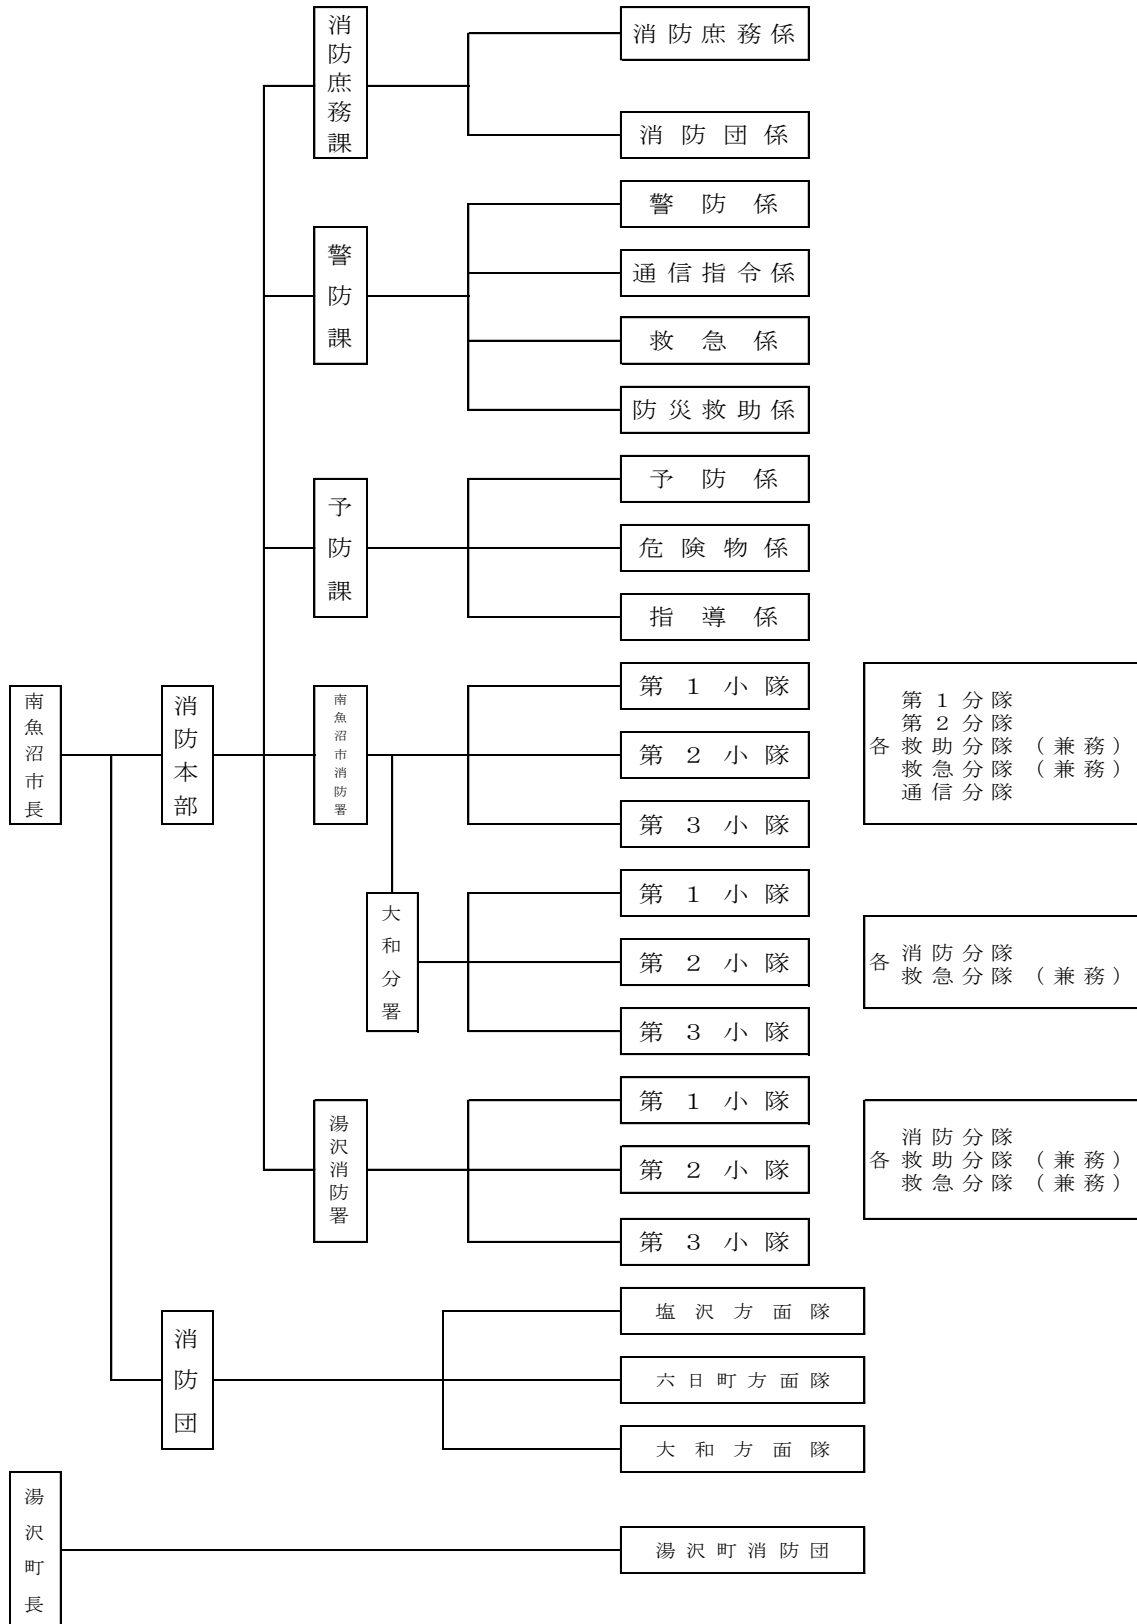 消防庶務課
消防庶務係
消防団係
警防課
警防係
通信指令係
救急係
防災救助係
予防課
予防係
危険物係
指導係
南魚沼市長
消防本部
南魚沼市消防署
第１小隊
第２小隊
第３小隊
各
第１分隊
第２分隊
救助分隊（兼務）
救急分隊（兼務）
通信分隊
大和分署
第１小隊
第２小隊
第３小隊
各
消防分隊
救急分隊（兼務）
湯沢消防署
第１小隊
第２小隊
第３小隊
各
消防分隊
救助分隊（兼務）
救急分隊（兼務）
消防団
塩沢方面隊
六日町方面隊
大和方面隊
湯沢町長
湯沢町消防団